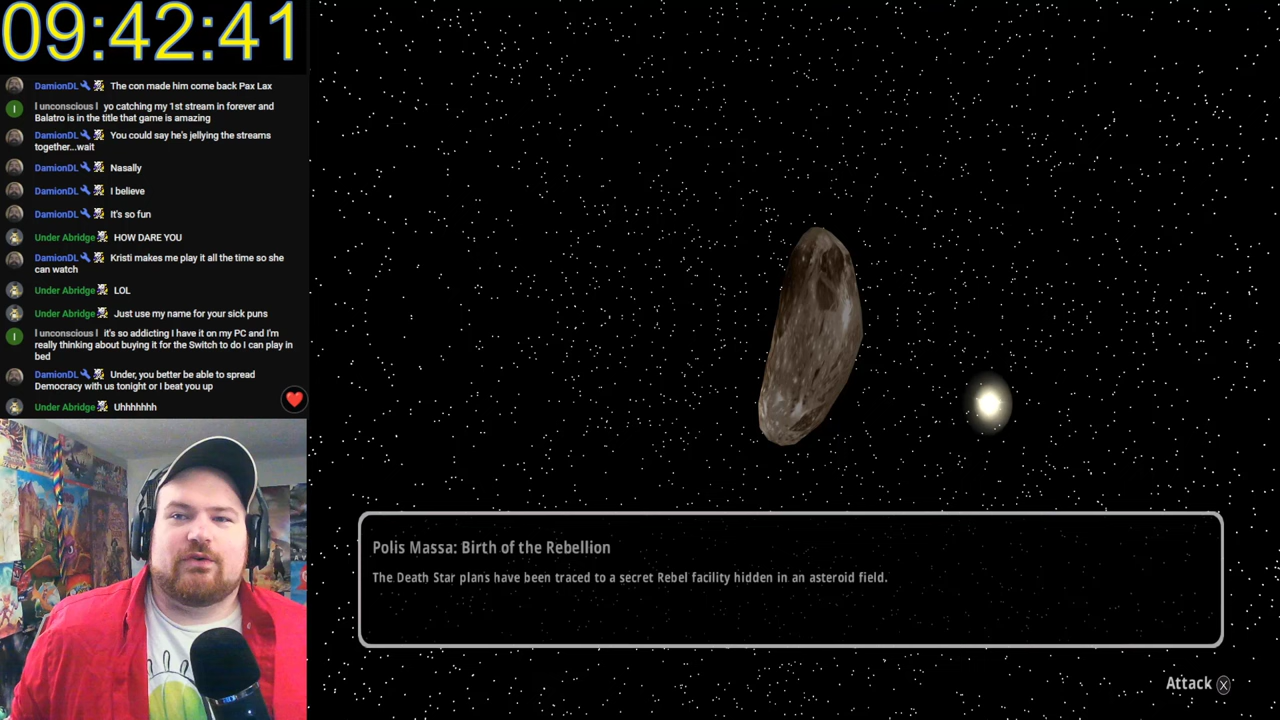 09:42:41
DamionDL The con made him come back Pax Lax
I unconscious I yo catching my 1st stream in forever and
Balatro is in the title that game is amazing
DamionDL You could say he's jellying the streams
together...wait
DamionDL Nasally
DamionDL I believe
DamionDL It's so fun
Under Abridge HOW DARE YOU
DamionDL Kristi makes me play it all the time so she
can watch
Under Abridge LOL
Under Abridge Just use my name for your sick puns
I unconscious I it's so addicting I have it on my PC and I'm
really thinking about buying it for the Switch to do I can play in
bed
DamionDL Under, you better be able to spread
Democracy with us tonight or I beat you up
Under Abridge Uhhhhhhh
Polis Massa: Birth of the Rebellion
The Death Star plans have been traced to a secret Rebel facility hidden in an asteroid field.
Attack X